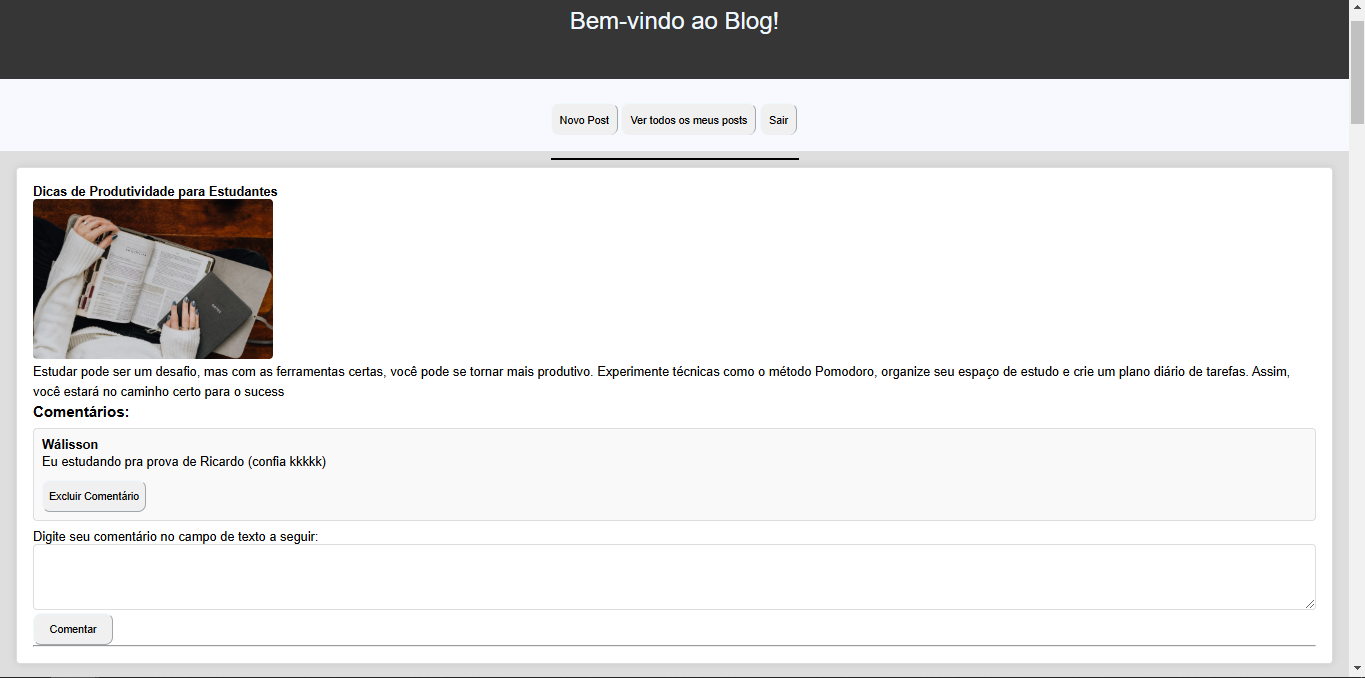 Bem-vindo ao Blog!
Novo Post Ver todos os meus posts Sair
Dicas de Produtividade para Estudantes
Estudar pode ser um desafio, mas com as ferramentas certas, você pode se tornar mais produtivo. Experimente técnicas como o método Pomodoro, organize seu espaço de estudo e crie um plano diário de tarefas. Assim,
você estará no caminho certo para o sucess
Comentários:
Wálisson
Eu estudando pra prova de Ricardo (confia kkkkk)
Excluir Comentário
Digite seu comentário no campo de texto a seguir:
Comentar